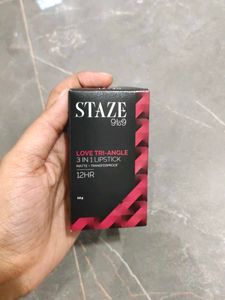 STAZE
9to9
LOVE TRI-ANGLE
3 IN 1 LIPSTICK
MATTE + TRANSFERPROOF
12HR